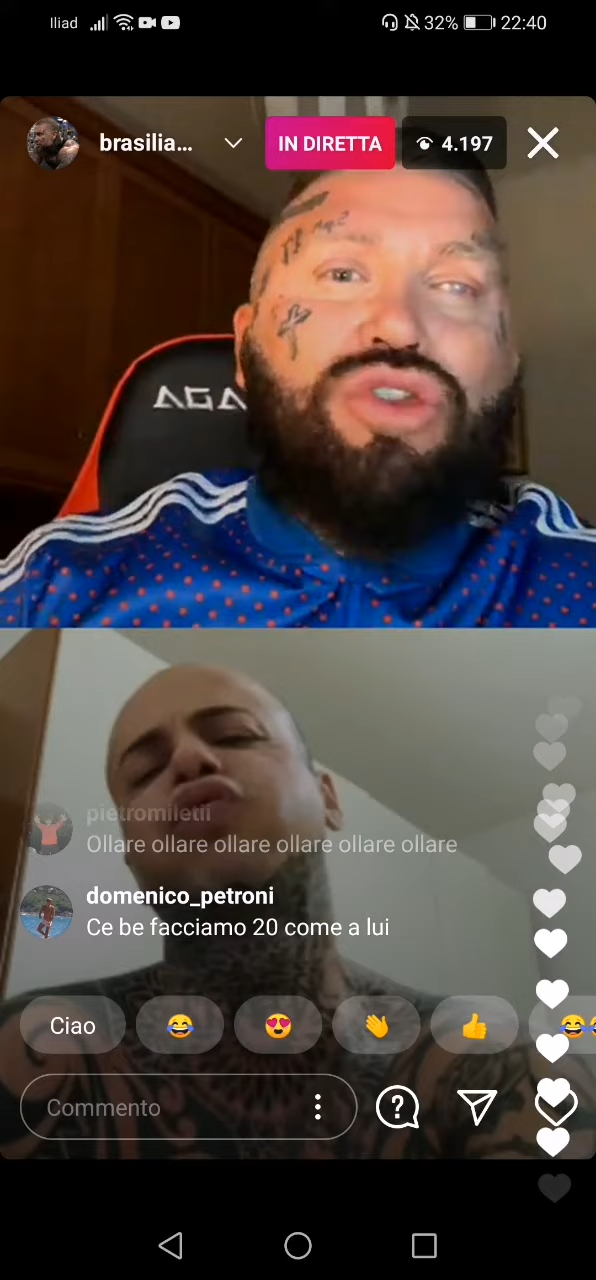 Iliad
32%
22:40
brasilia...
IN DIRETTA
4.197
AGA
pietromiletii
Ollare ollare ollare ollare ollare ollare
domenico_petroni
Ce be facciamo 20 come a lui
Ciao
Commento